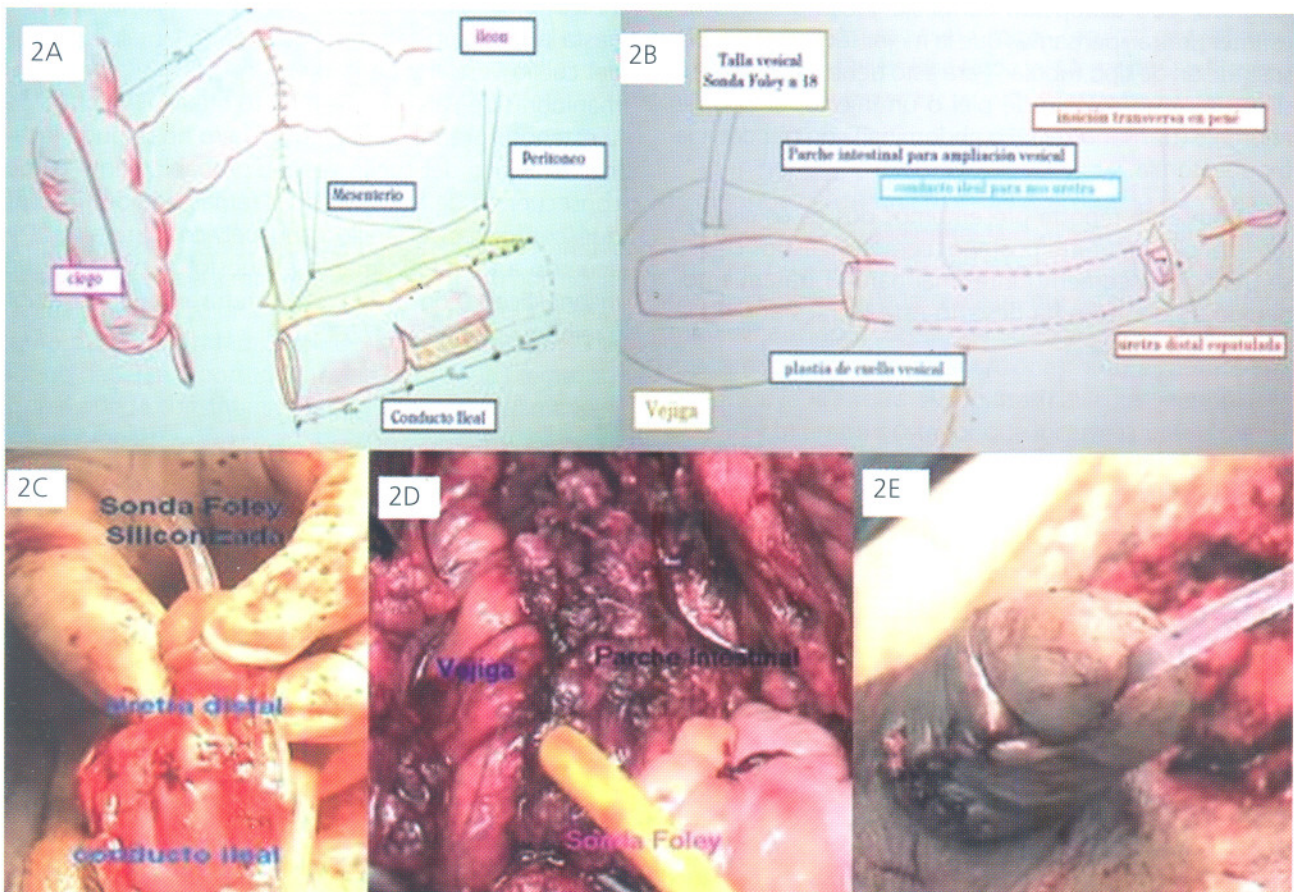 2A
ileon
Peritoneo
Mesenterio
ciego
Conducto Ileal
2B
Talla vesical
Sonda Foley n 18
insición transversa en pené
Parche intestinal para ampliación vesical
conducto ileal para neo uretra
uretra distal espatulada
plastia de cuello vesical
Vejiga
2C
Sonda Foley
Siliconizada
uretra distal
conducto ileal
2D
Vejiga
Parche Intestinal
Sonda Foley
2E